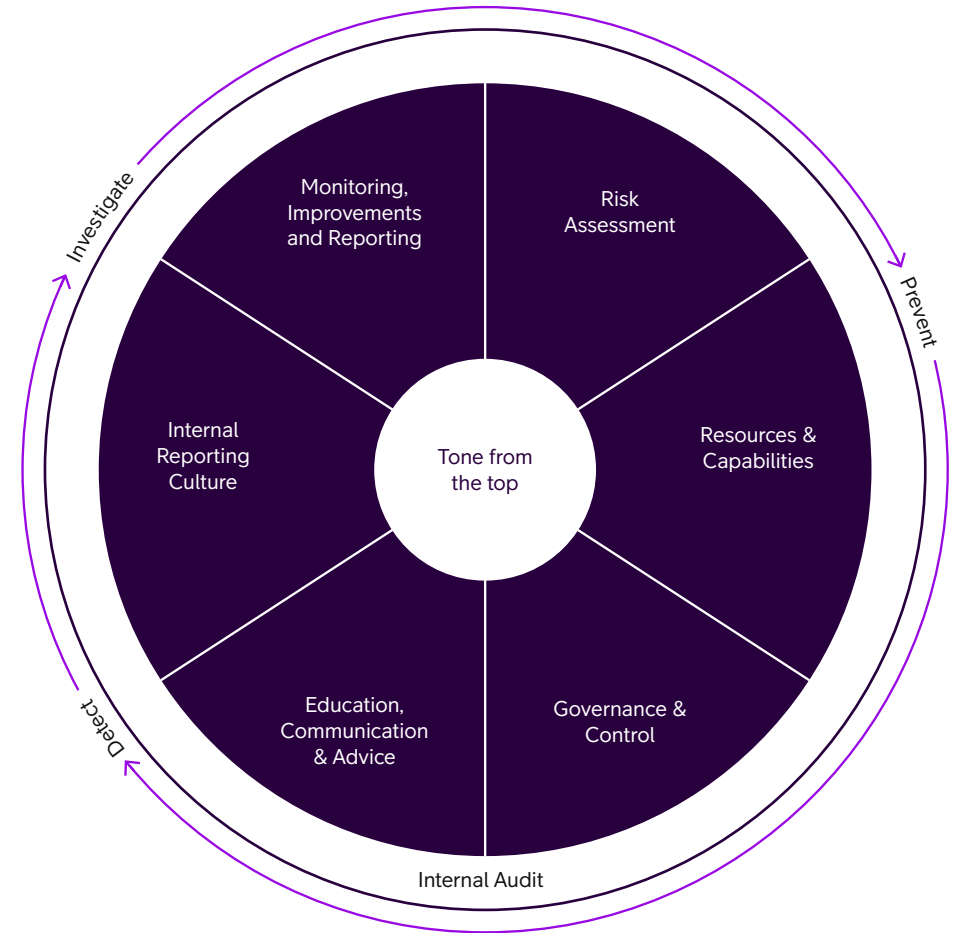 Monitoring,
Improvements
and Reporting
Risk
Assessment
Investigate
Prevent
Internal
Reporting
Culture
Tone from
the top
Resources &
Capabilities
Detect
Education,
Communication
& Advice
Governance &
Control
Internal Audit